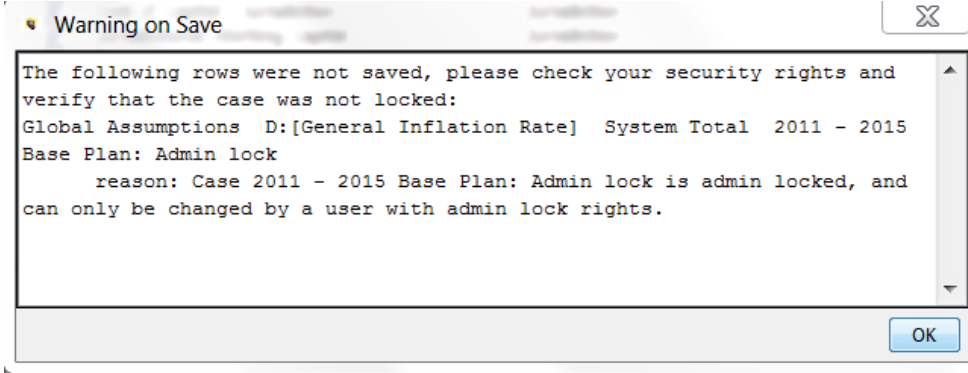 Warning on Save
The following rows were not saved, please check your security rights and
verify that the case was not locked:
Global Assumptions  D:[General Inflation Rate]  System Total  2011 - 2015
Base Plan: Admin lock
reason: Case 2011 - 2015 Base Plan: Admin lock is admin locked, and
can only be changed by a user with admin lock rights.
OK